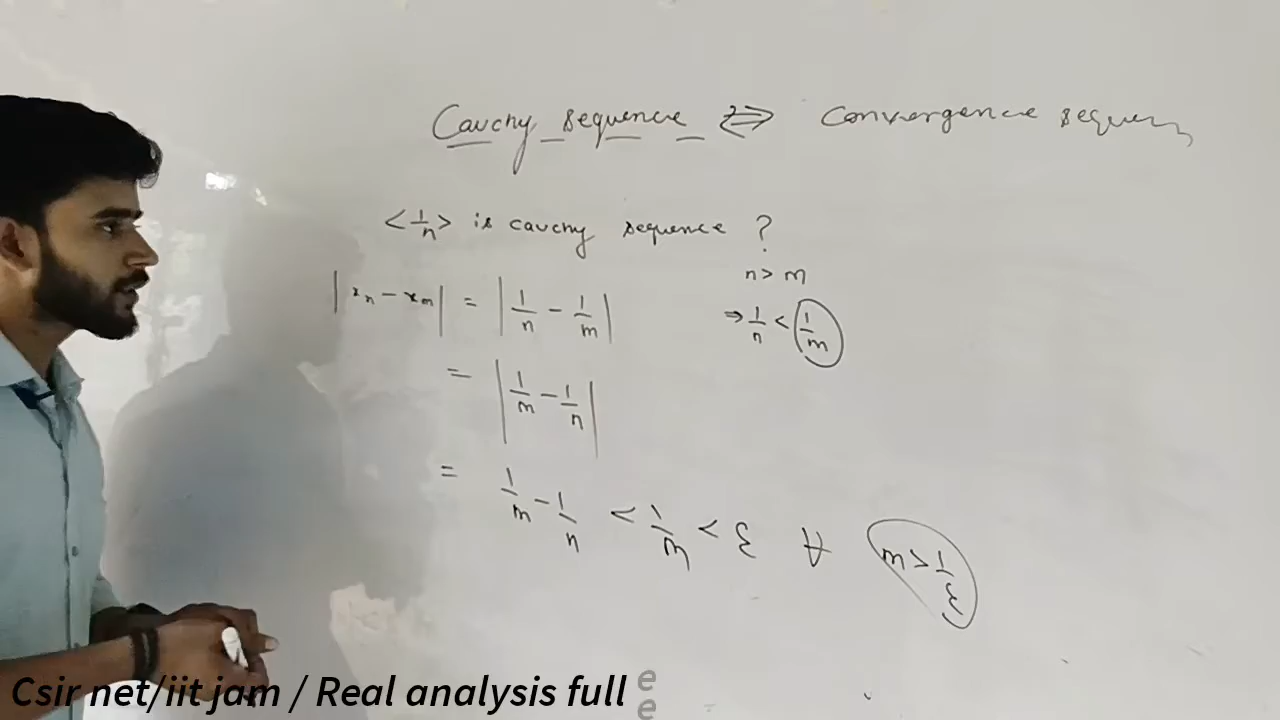 Cauchy sequence ⇔ Convergence sequen
<1/n> is cauchy sequence ?
n > m
|xn - xm| = |1/n - 1/m|
⇒ 1/n < 1/m
= |1/m - 1/n|
= 1/m - 1/n < 1/m < ε ∀ m > 1/ε
Csir net/iit jam / Real analysis full e
e